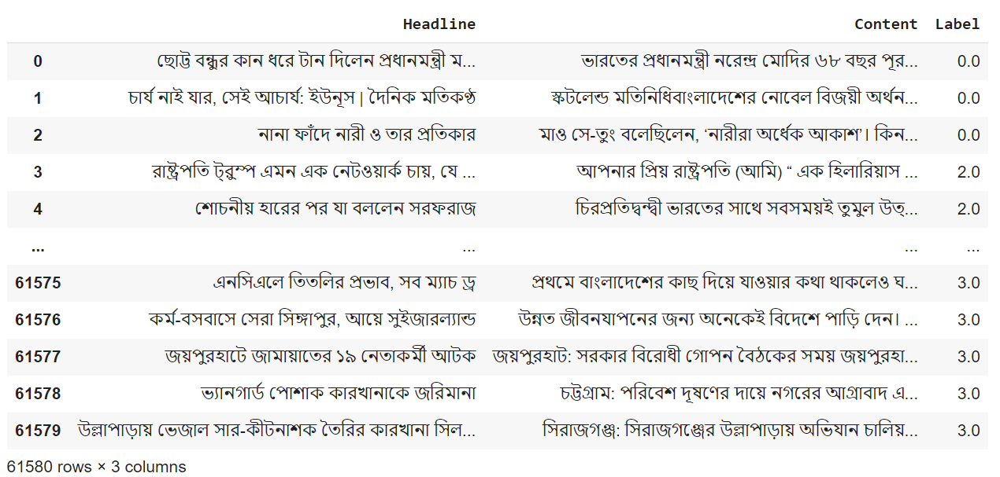 Headline Content Label
0 ছোট্ট বন্ধুর কান ধরে টান দিলেন প্রধানমন্ত্রী ম... ভারতের প্রধানমন্ত্রী নরেন্দ্র মোদির ৬৮ বছর পূর... 0.0
1 চার্য নাই যার, সেই আচার্য: ইউনূস | দৈনিক মতিকণ্ঠ স্কটলেন্ড মতিনিধিবাংলাদেশের নোবেল বিজয়ী অর্থন... 0.0
2 নানা ফাঁদে নারী ও তার প্রতিকার মাও সে-তুং বলেছিলেন, ‘নারীরা অর্ধেক আকাশ’। কিন... 0.0
3 রাষ্ট্রপতি ট্রুম্প এমন এক নেটওয়ার্ক চায়, যে ... আপনার প্রিয় রাষ্ট্রপতি (আমি) “ এক হিলারিয়াস ... 2.0
4 শোচনীয় হারের পর যা বললেন সরফরাজ চিরপ্রতিদ্বন্দ্বী ভারতের সাথে সবসময়ই তুমুল উত্... 2.0
... ... ... ...
61575 এনসিএলে তিতলির প্রভাব, সব ম্যাচ ড্র প্রথমে বাংলাদেশের কাছ দিয়ে যাওয়ার কথা থাকলেও ঘ... 3.0
61576 কর্ম-বসবাসে সেরা সিঙ্গাপুর, আয়ে সুইজারল্যান্ড উন্নত জীবনযাপনের জন্য অনেকেই বিদেশে পাড়ি দেন। ... 3.0
61577 জয়পুরহাটে জামায়াতের ১৯ নেতাকর্মী আটক জয়পুরহাট: সরকার বিরোধী গোপন বৈঠকের সময় জয়পুরহা... 3.0
61578 ভ্যানগার্ড পোশাক কারখানাকে জরিমানা চট্টগ্রাম: পরিবেশ দূষণের দায়ে নগরের আগ্রাবাদ এ... 3.0
61579 উল্লাপাড়ায় ভেজাল সার-কীটনাশক তৈরির কারখানা সিল... সিরাজগঞ্জ: সিরাজগঞ্জের উল্লাপাড়ায় অভিযান চালিয়... 3.0
61580 rows × 3 columns